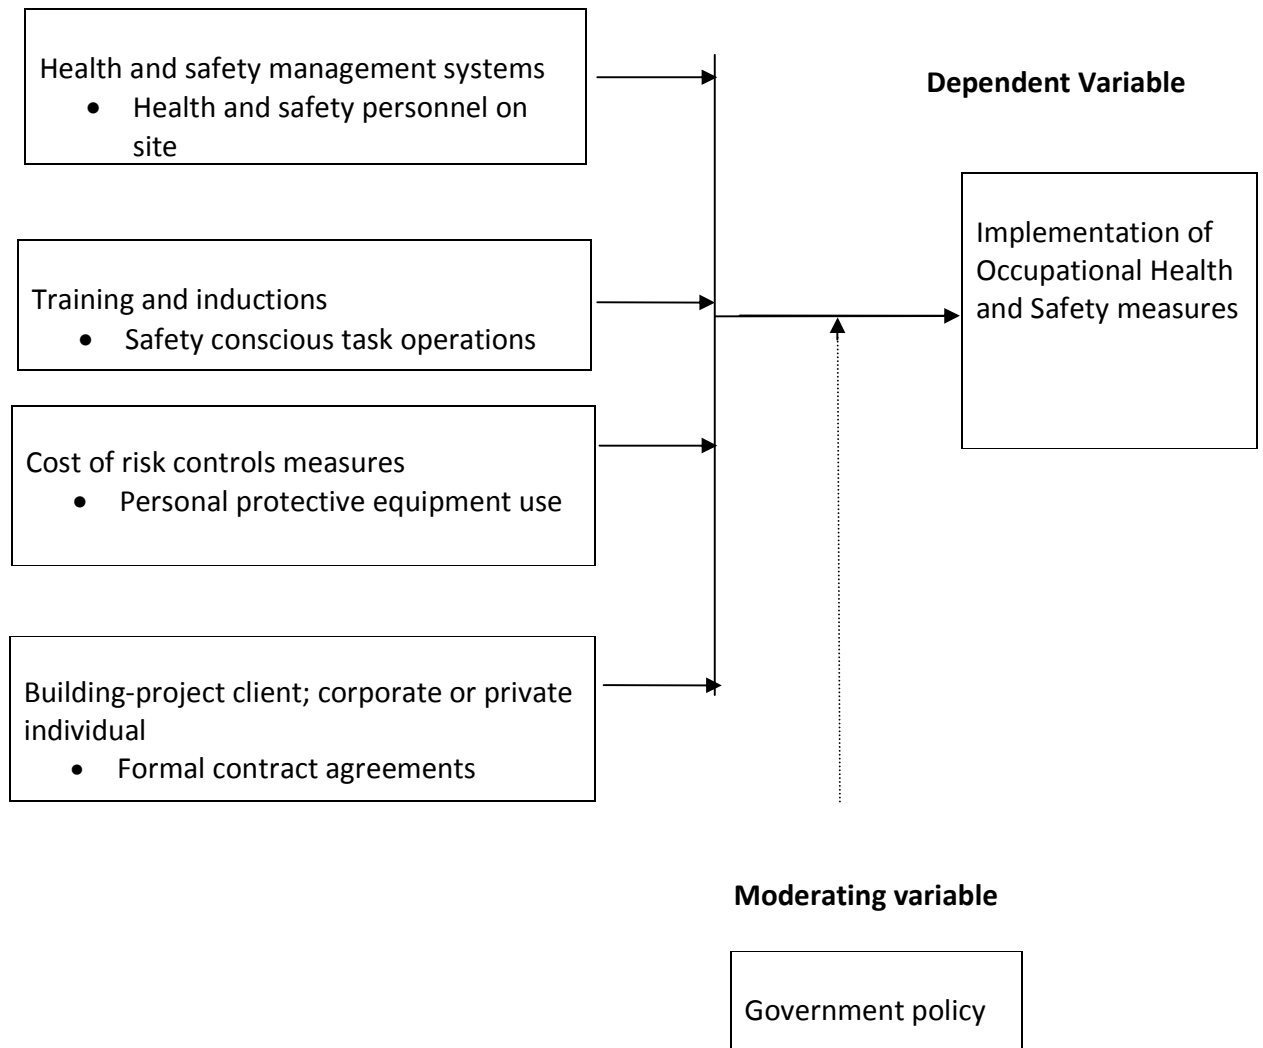 Health and safety management systems
• Health and safety personnel on
site
Dependent Variable
Implementation of
Occupational Health
and Safety measures
Training and inductions
• Safety conscious task operations
Cost of risk controls measures
• Personal protective equipment use
Building-project client; corporate or private
individual
• Formal contract agreements
Moderating variable
Government policy